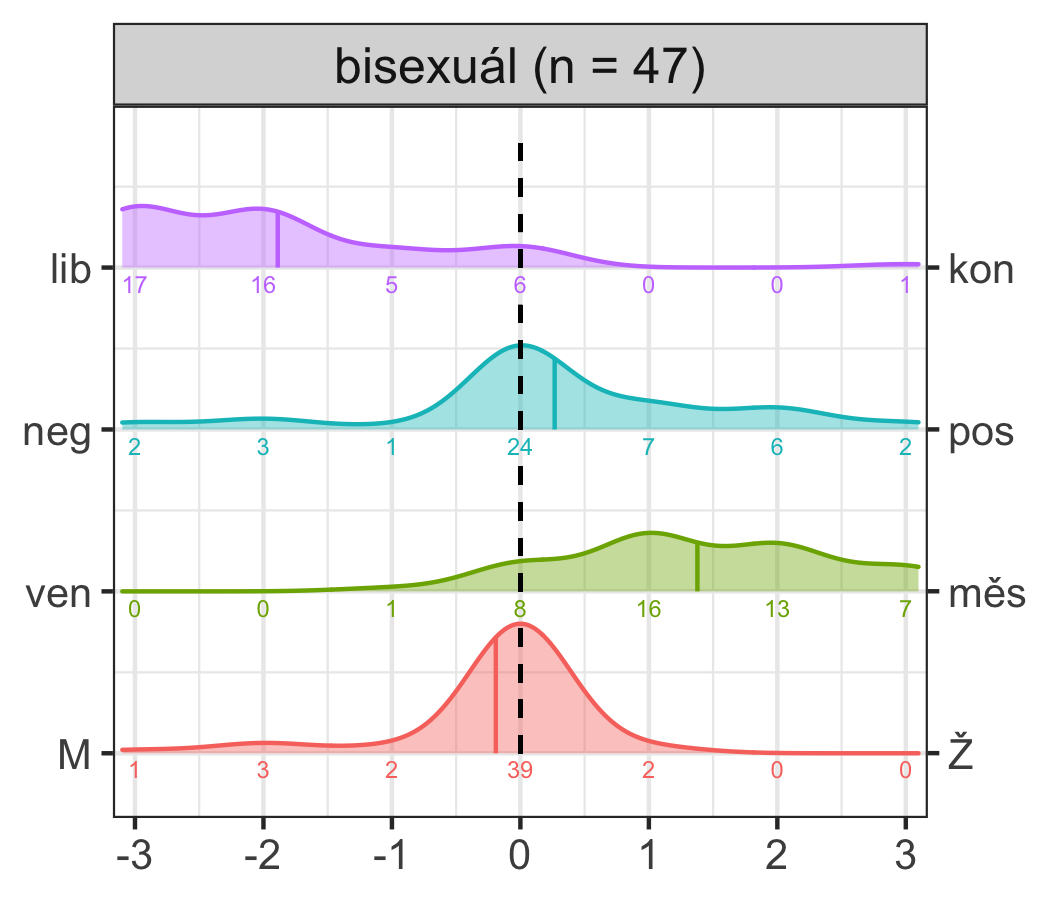 bisexuál (n = 47)
lib kon
17 16 5 6 0 0 1
neg pos
2 3 1 24 7 6 2
ven měs
0 0 1 8 16 13 7
M Ž
1 3 2 39 2 0 0
-3 -2 -1 0 1 2 3